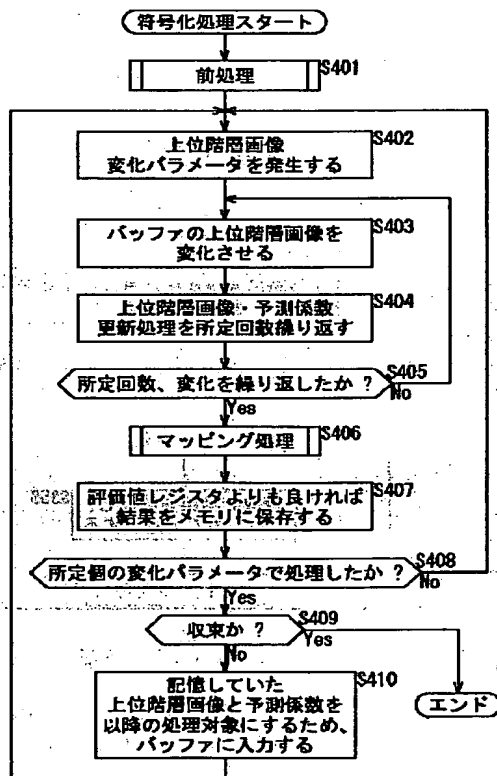 符号化処理スタート
前処理
S401
上位階層画像
変化パラメータを発生する
S402
バッファの上位階層画像を
変化させる
S403
上位階層画像・予測係数
更新処理を所定回数繰り返す
S404
所定回数、変化を繰り返したか ?
S405
No
Yes
マッピング処理
S406
評価値レジスタよりも良ければ
結果をメモリに保存する
S407
所定個の変化パラメータで処理したか ?
S408
No
Yes
収束か ?
S409
Yes
No
記憶していた
上位階層画像と予測係数を
以降の処理対象にするため、
バッファに入力する
S410
エンド